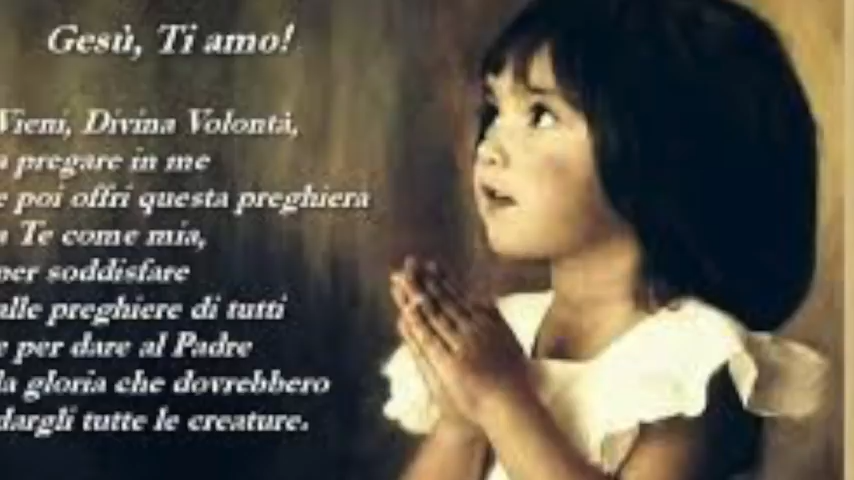 Gesù, Ti amo!
Vieni, Divina Volontà,
a pregare in me
e poi offri questa preghiera
a Te come mia,
per soddisfare
alle preghiere di tutti
e per dare al Padre
la gloria che dovrebbero
dargli tutte le creature.